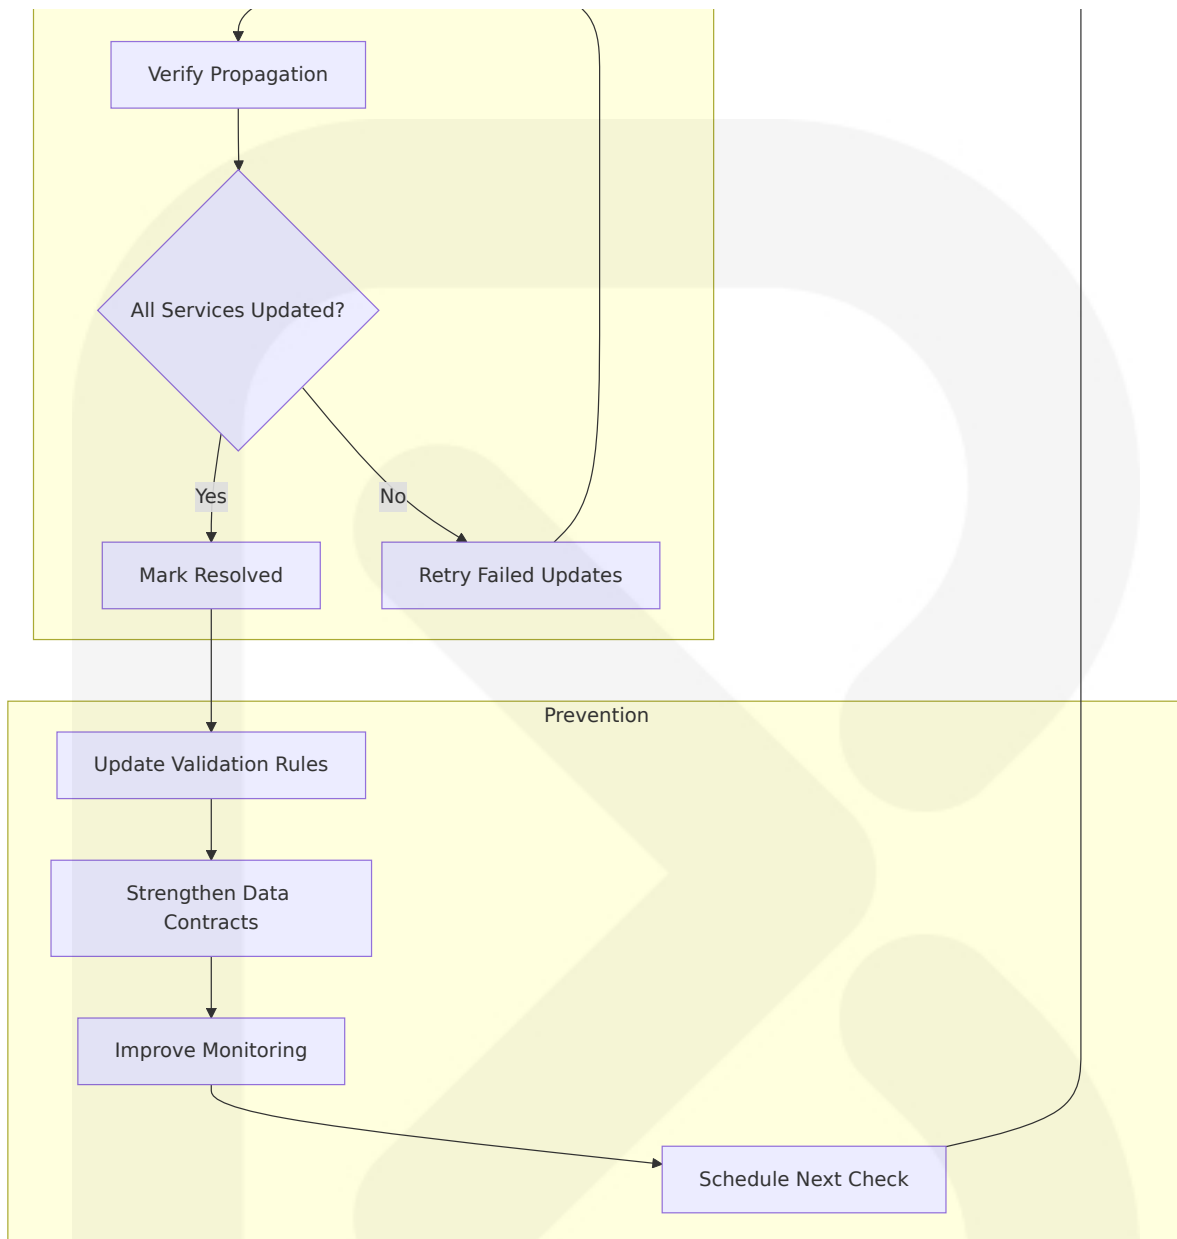 Verify Propagation
All Services Updated?
Yes
No
Mark Resolved
Retry Failed Updates
Prevention
Update Validation Rules
Strengthen Data
Contracts
Improve Monitoring
Schedule Next Check